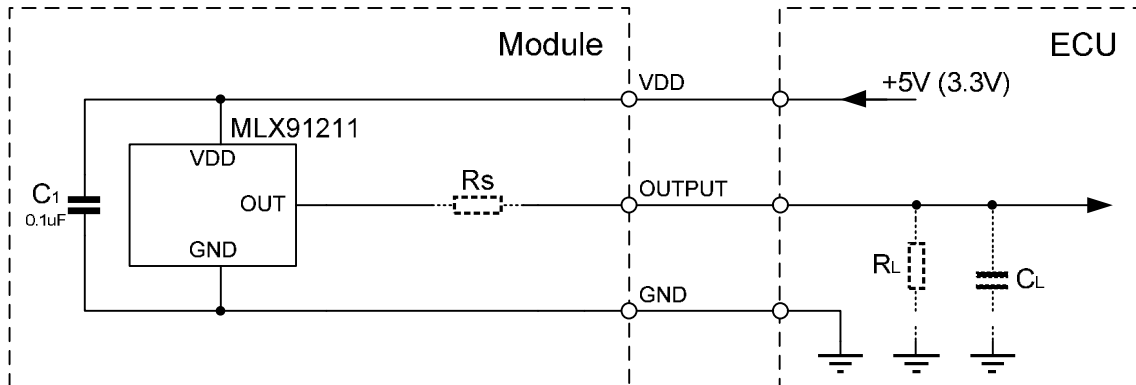 Module
ECU
VDD
+5V (3.3V)
MLX91211
VDD
C1
0.1uF
OUT
Rs
OUTPUT
GND
RL
CL
GND